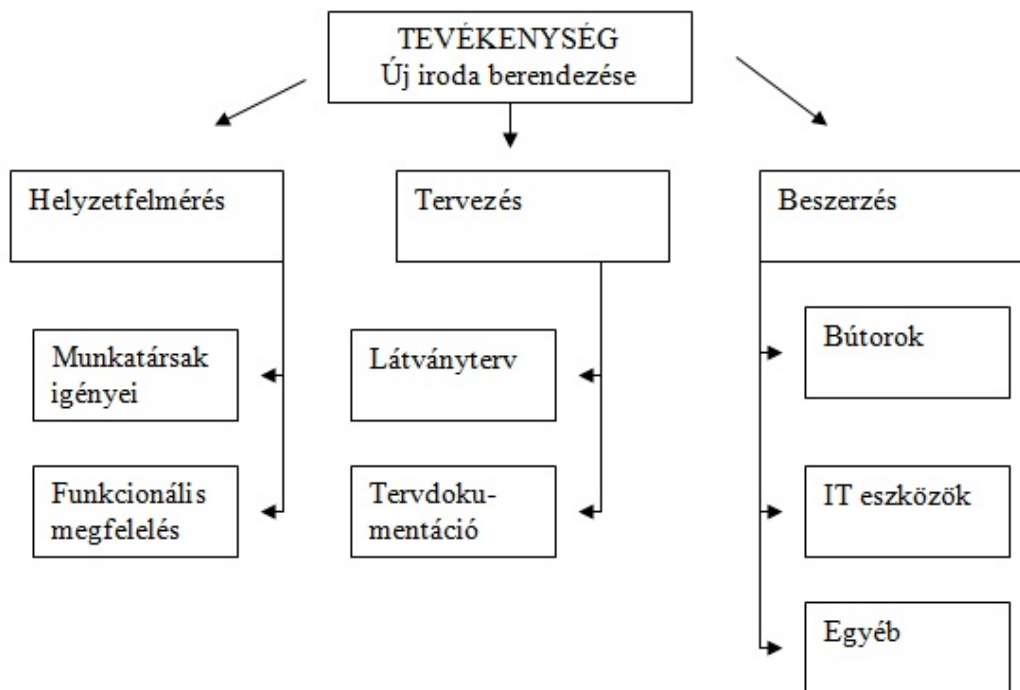 TEVÉKENYSÉG
Új iroda berendezése
Helyzetfelmérés
Tervezés
Beszerzés
Munkatársak
igényei
Funkcionális
megfelelés
Látványterv
Tervdoku-
mentáció
Bútorok
IT eszközök
Egyéb